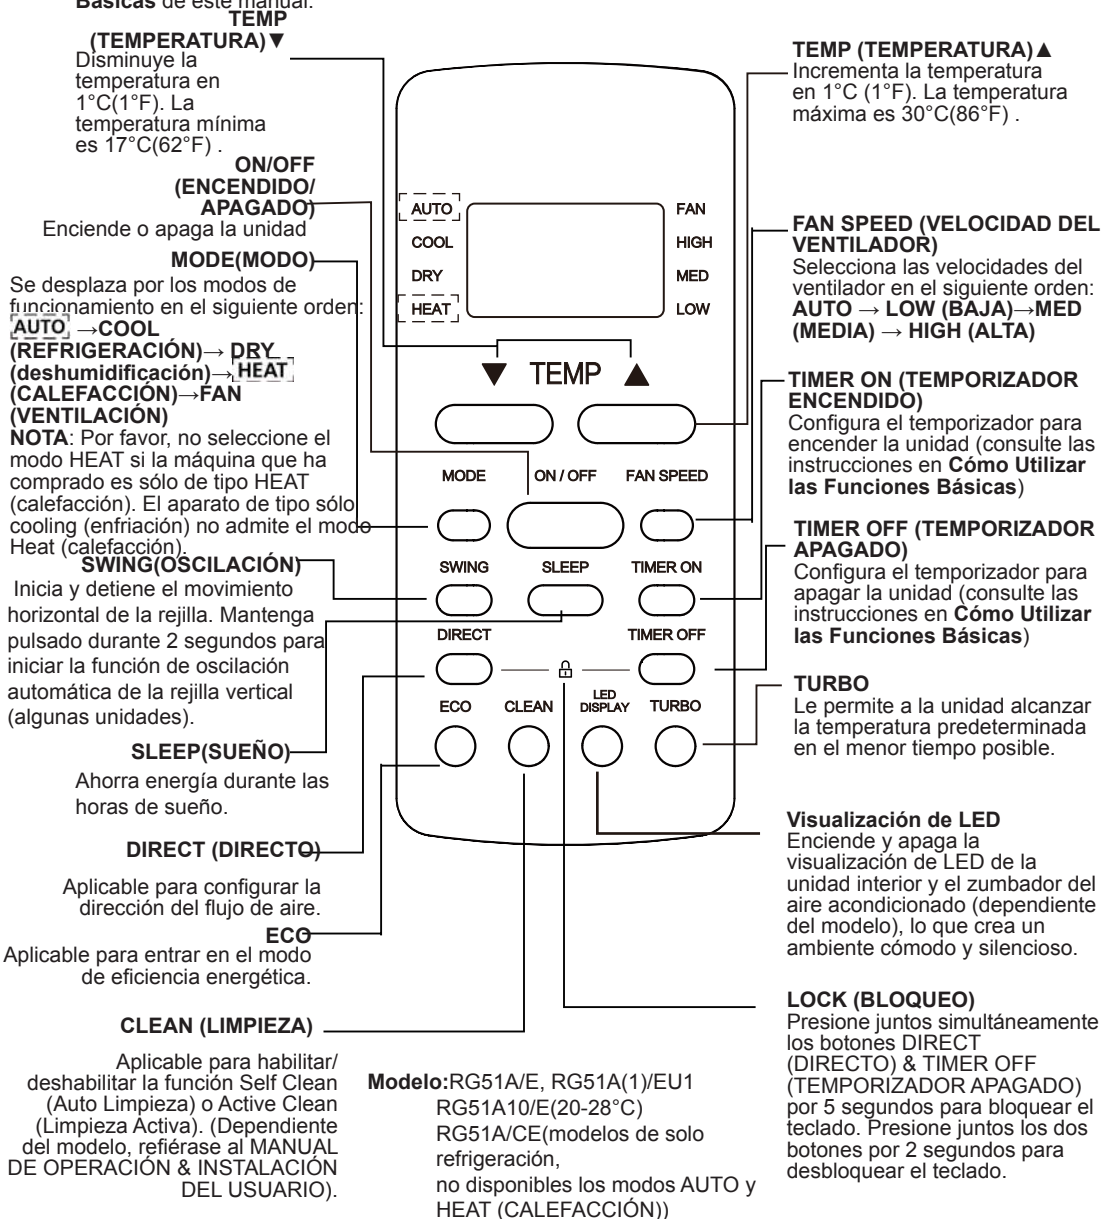 Básicas de este manual.
TEMP
(TEMPERATURA)▼
Disminuye la
temperatura en
1°C(1°F). La
temperatura mínima
es 17°C(62°F) .
ON/OFF
(ENCENDIDO/
APAGADO)
Enciende o apaga la unidad
MODE(MODO)
Se desplaza por los modos de
funcionamiento en el siguiente orden:
AUTO →COOL
(REFRIGERACIÓN)→ DRY
(deshumidificación)→ HEAT
(CALEFACCIÓN)→FAN
(VENTILACIÓN)
NOTA: Por favor, no seleccione el
modo HEAT si la máquina que ha
comprado es sólo de tipo HEAT
(calefacción). El aparato de tipo sólo
cooling (enfriación) no admite el modo
Heat (calefacción).
SWING(OSCILACIÓN)
Inicia y detiene el movimiento
horizontal de la rejilla. Mantenga
pulsado durante 2 segundos para
iniciar la función de oscilación
automática de la rejilla vertical
(algunas unidades).
SLEEP(SUEÑO)
Ahorra energía durante las
horas de sueño.
DIRECT (DIRECTO)
Aplicable para configurar la
dirección del flujo de aire.
ECO
Aplicable para entrar en el modo
de eficiencia energética.
CLEAN (LIMPIEZA)
Aplicable para habilitar/
deshabilitar la función Self Clean
(Auto Limpieza) o Active Clean
(Limpieza Activa). (Dependiente
del modelo, refiérase al MANUAL
DE OPERACIÓN & INSTALACIÓN
DEL USUARIO).
AUTO
COOL
DRY
HEAT
FAN
HIGH
MED
LOW
▼ TEMP ▲
MODE
ON / OFF
FAN SPEED
SWING
SLEEP
TIMER ON
DIRECT
TIMER OFF
ECO
CLEAN
LED
DISPLAY
TURBO
Modelo:RG51A/E, RG51A(1)/EU1
RG51A10/E(20-28°C)
RG51A/CE(modelos de solo
refrigeración,
no disponibles los modos AUTO y
HEAT (CALEFACCIÓN))
TEMP (TEMPERATURA)▲
Incrementa la temperatura
en 1°C (1°F). La temperatura
máxima es 30°C(86°F) .
FAN SPEED (VELOCIDAD DEL
VENTILADOR)
Selecciona las velocidades del
ventilador en el siguiente orden:
AUTO → LOW (BAJA)→MED
(MEDIA) → HIGH (ALTA)
TIMER ON (TEMPORIZADOR
ENCENDIDO)
Configura el temporizador para
encender la unidad (consulte las
instrucciones en Cómo Utilizar
las Funciones Básicas)
TIMER OFF (TEMPORIZADOR
APAGADO)
Configura el temporizador para
apagar la unidad (consulte las
instrucciones en Cómo Utilizar
las Funciones Básicas)
TURBO
Le permite a la unidad alcanzar
la temperatura predeterminada
en el menor tiempo posible.
Visualización de LED
Enciende y apaga la
visualización de LED de la
unidad interior y el zumbador del
aire acondicionado (dependiente
del modelo), lo que crea un
ambiente cómodo y silencioso.
LOCK (BLOQUEO)
Presione juntos simultáneamente
los botones DIRECT
(DIRECTO) & TIMER OFF
(TEMPORIZADOR APAGADO)
por 5 segundos para bloquear el
teclado. Presione juntos los dos
botones por 2 segundos para
desbloquear el teclado.